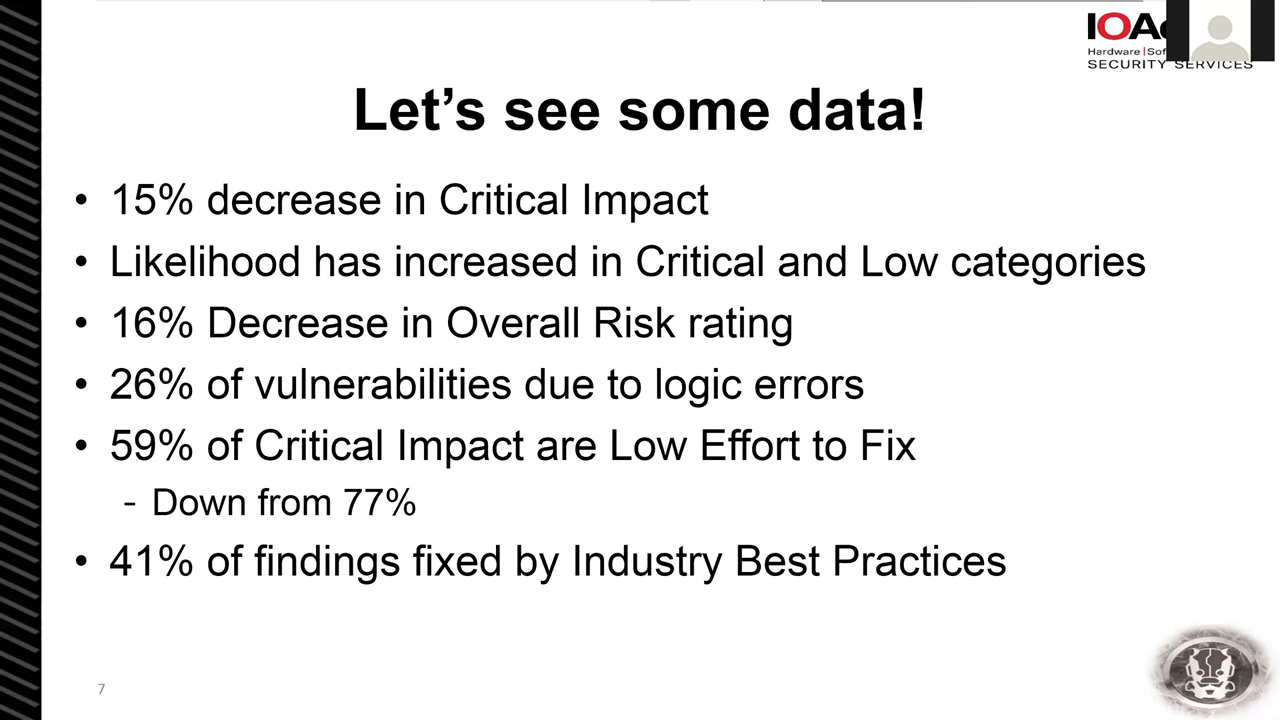 Hardware
SECURITY SERVICES
Let’s see some data!
• 15% decrease in Critical Impact
• Likelihood has increased in Critical and Low categories
• 16% Decrease in Overall Risk rating
• 26% of vulnerabilities due to logic errors
• 59% of Critical Impact are Low Effort to Fix
- Down from 77%
• 41% of findings fixed by Industry Best Practices
7